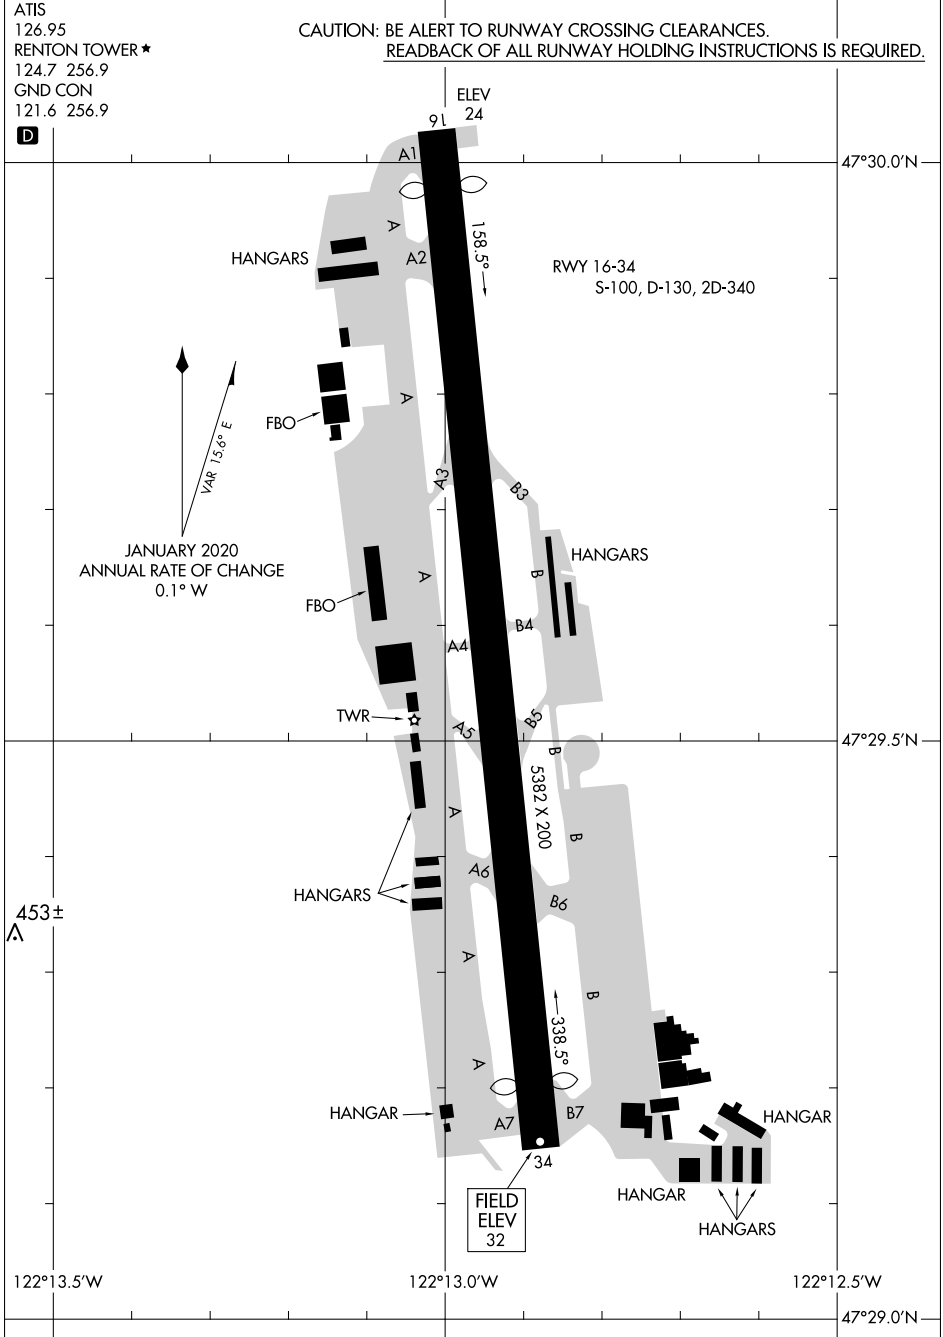 ATIS
126.95
RENTON TOWER ★
124.7 256.9
GND CON
121.6 256.9
D
CAUTION: BE ALERT TO RUNWAY CROSSING CLEARANCES.
READBACK OF ALL RUNWAY HOLDING INSTRUCTIONS IS REQUIRED.
ELEV
24
16
A1
47°30.0'N
A
158.5°
HANGARS
A2
RWY 16-34
S-100, D-130, 2D-340
A
FBO
VAR 15.6° E
A3
B3
JANUARY 2020
ANNUAL RATE OF CHANGE
0.1° W
HANGARS
A
B
FBO
B4
A4
TWR
A5
B5
47°29.5'N
B
5382 X 200
A
B
A6
HANGARS
B6
453±
A
B
338.5°
A
HANGAR
A7
B7
HANGAR
34
FIELD
ELEV
32
HANGAR
HANGARS
122°13.5'W
122°13.0'W
122°12.5'W
47°29.0'N